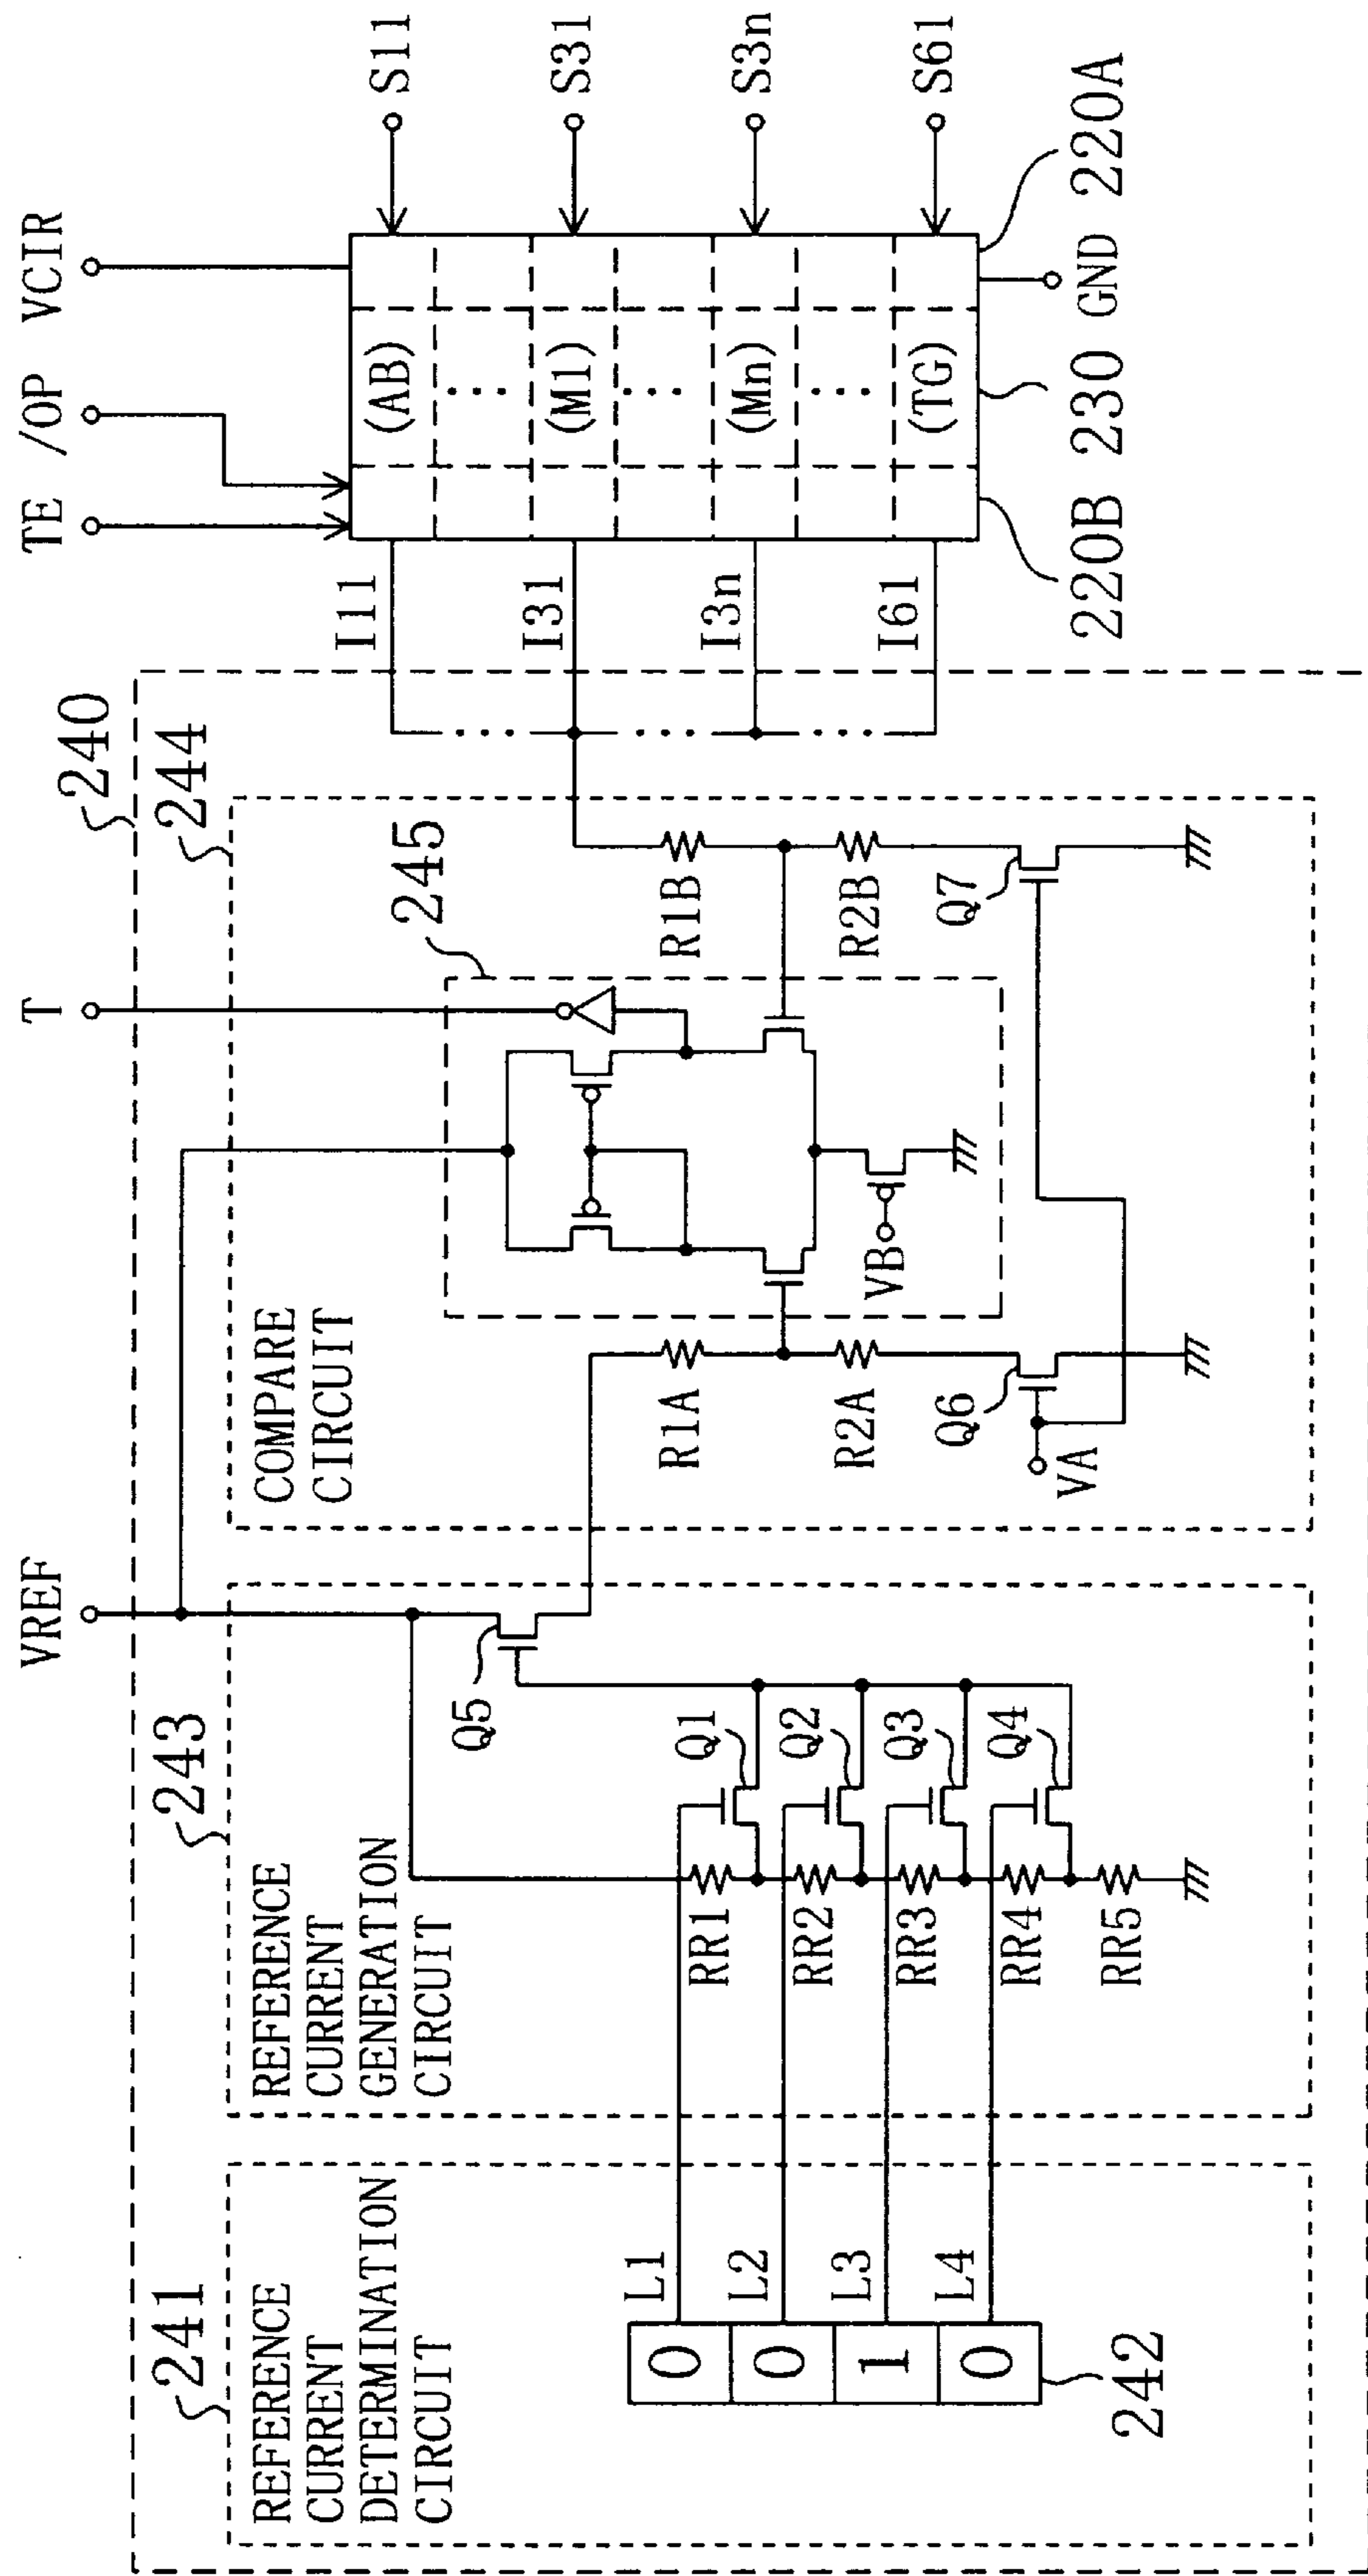 VREF
T
TE
/OP
VCIR
240
241
REFERENCE
CURRENT
DETERMINATION
CIRCUIT
L1
L2
L3
L4
0
0
1
0
242
243
REFERENCE
CURRENT
GENERATION
CIRCUIT
Q5
Q1
Q2
Q3
Q4
RR1
RR2
RR3
RR4
RR5
244
COMPARE
CIRCUIT
245
R1A
R2A
Q6
VA
VB
R1B
R2B
Q7
I11
I31
I3n
I61
(AB)
...
(M1)
...
(Mn)
...
(TG)
S11
S31
S3n
S61
220B
230
GND
220A